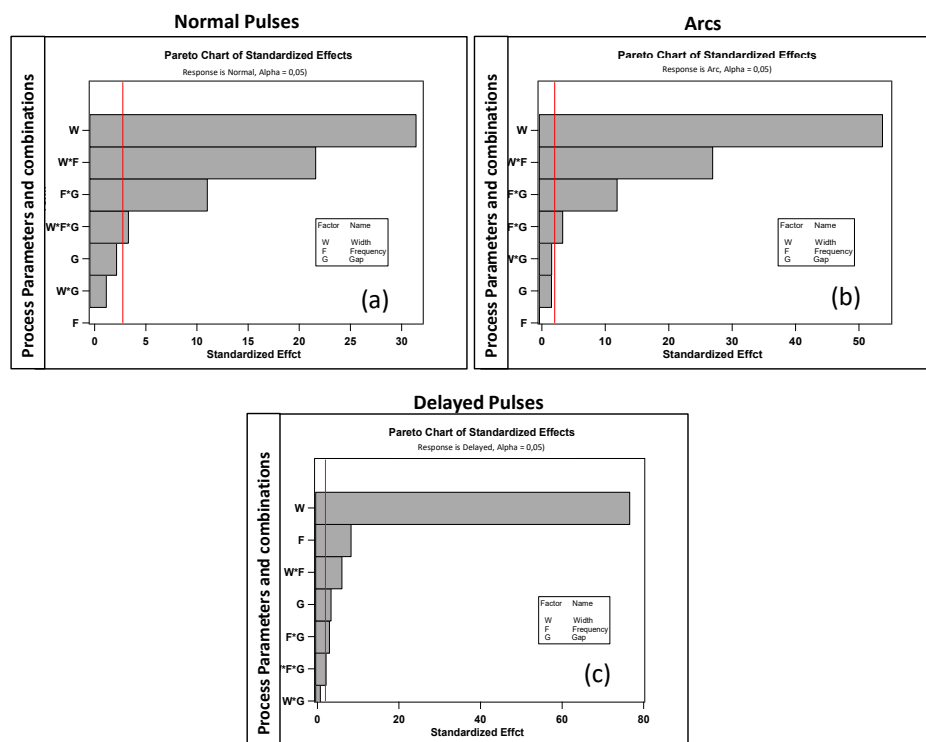 Normal Pulses
Process Parameters and combinations
Pareto Chart of Standardized Effects
Response is Normal, Alpha = 0,05)
W
W*F
F*G
W*F*G
G
W*G
F
Factor Name
W Width
F Frequency
G Gap
(a)
0 5 10 15 20 25 30
Standardized Effct
Arcs
Process Parameters and combinations
Pareto Chart of Standardized Effects
Response is Arc, Alpha = 0,05)
W
W*F
F*G
F*G
W*G
G
F
Factor Name
W Width
F Frequency
G Gap
(b)
0 10 20 30 40 50
Standardized Effct
Delayed Pulses
Process Parameters and combinations
Pareto Chart of Standardized Effects
Response is Delayed, Alpha = 0,05)
W
F
W*F
G
F*G
*F*G
W*G
Factor Name
W Width
F Frequency
G Gap
(c)
0 20 40 60 80
Standardized Effct